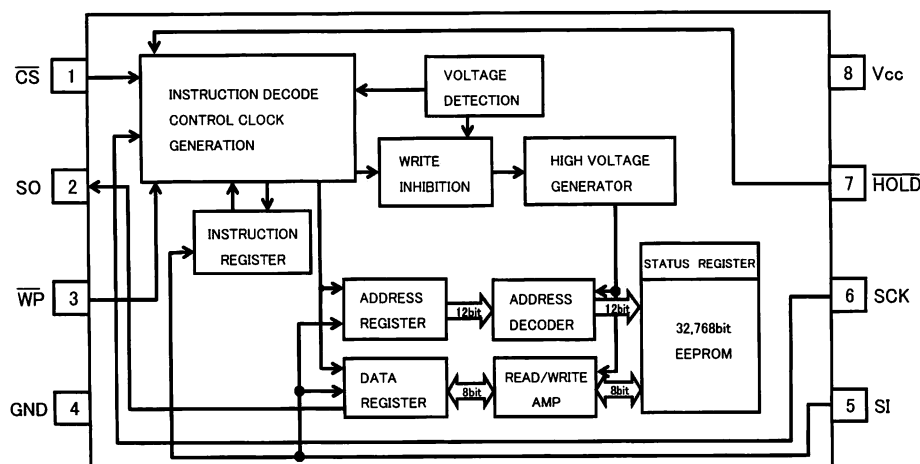 CS
1
SO
2
WP
3
GND
4
INSTRUCTION DECODE
CONTROL CLOCK
GENERATION
VOLTAGE
DETECTION
WRITE
INHIBITION
HIGH VOLTAGE
GENERATOR
INSTRUCTION
REGISTER
ADDRESS
REGISTER
12bit
ADDRESS
DECODER
12bit
STATUS REGISTER
32,768bit
EEPROM
DATA
REGISTER
8bit
READ/WRITE
AMP
8bit
8
Vcc
7
HOLD
6
SCK
5
SI